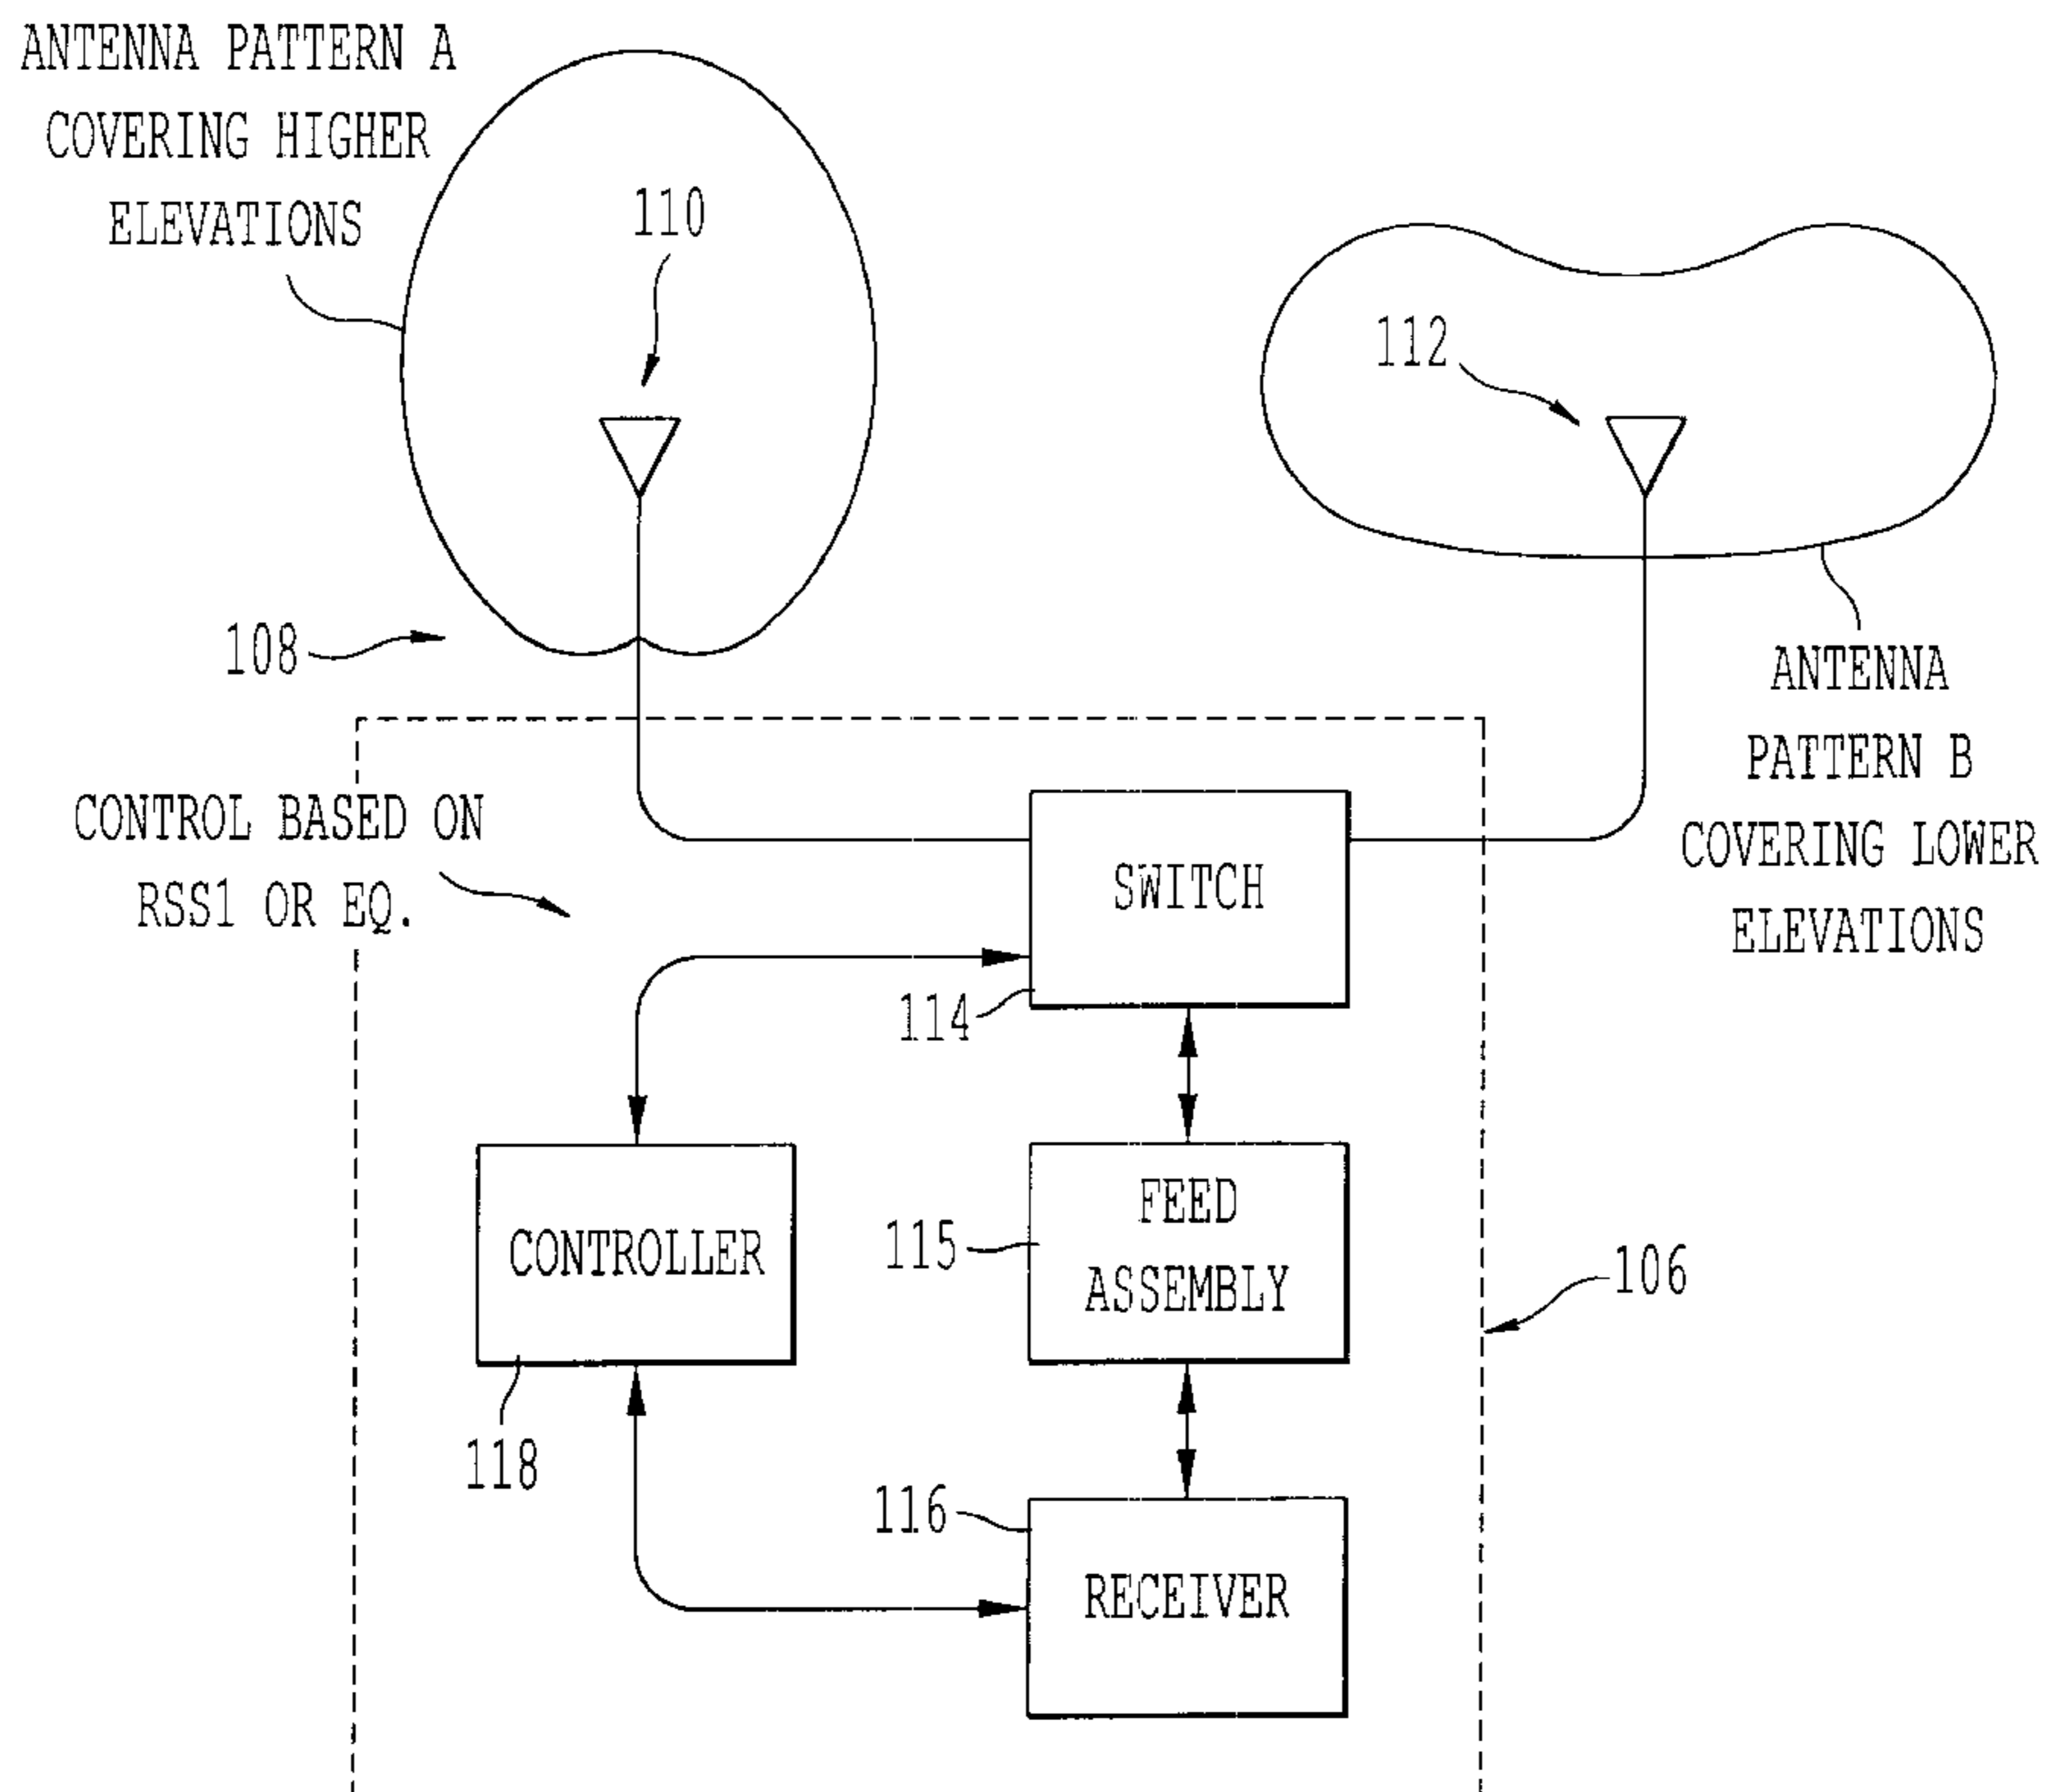 ANTENNA PATTERN A
COVERING HIGHER
ELEVATIONS
110
112
108
ANTENNA
PATTERN B
COVERING LOWER
ELEVATIONS
CONTROL BASED ON
RSS1 OR EQ.
SWITCH
114
CONTROLLER
118
FEED
ASSEMBLY
115
106
116
RECEIVER